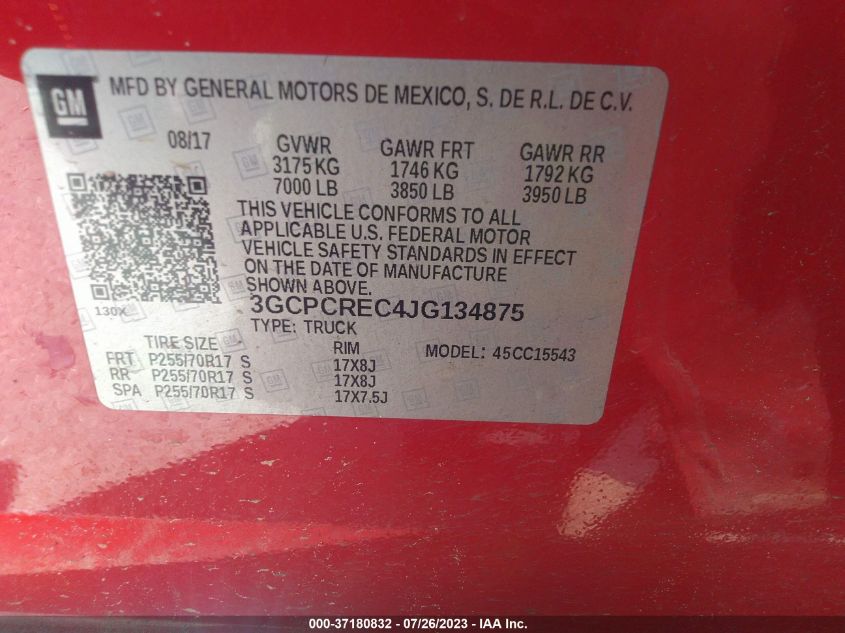 GM
MFD BY GENERAL MOTORS DE MEXICO, S. DE R.L. DE C.V.
08/17 GVWR GAWR FRT GAWR RR
3175 KG 1746 KG 1792 KG
7000 LB 3850 LB 3950 LB
THIS VEHICLE CONFORMS TO ALL
APPLICABLE U.S. FEDERAL MOTOR
VEHICLE SAFETY STANDARDS IN EFFECT
ON THE DATE OF MANUFACTURE
SHOWN ABOVE.
130X
3GCPCREC4JG134875
TYPE: TRUCK
TIRE SIZE RIM MODEL: 45CC15543
FRT P255/70R17 S 17X8J
RR P255/70R17 S 17X8J
SPA P255/70R17 S 17X7.5J
000-37180832 - 07/26/2023 - IAA Inc.